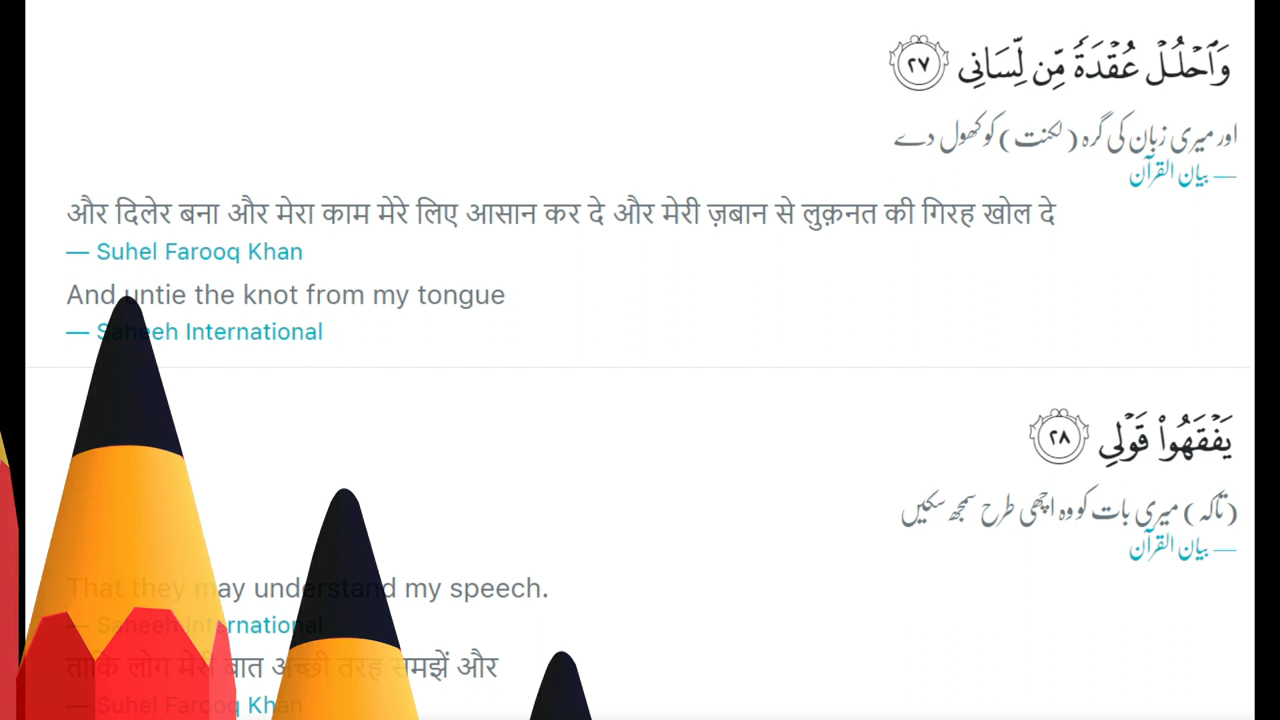 وَٱحْلُلْ عُقْدَةً مِّن لِّسَانِى ٢٧
اور میری زبان کی گرہ ( لکنت ) کو کھول دے
— بیان القرآن
और दिलेर बना और मेरा काम मेरे लिए आसान कर दे और मेरी ज़बान से लुक़नत की गिरह खोल दे
— Suhel Farooq Khan
And untie the knot from my tongue
— Saheeh International
يَفْقَهُوا۟ قَوْلِى ٢٨
( تاکہ ) میری بات کو وہ اچھی طرح سمجھ سکیں
— بیان القرآن
That they may understand my speech.
— Saheeh International
ताकि लोग मेरी बात अच्छी तरह समझें और
— Suhel Farooq Khan